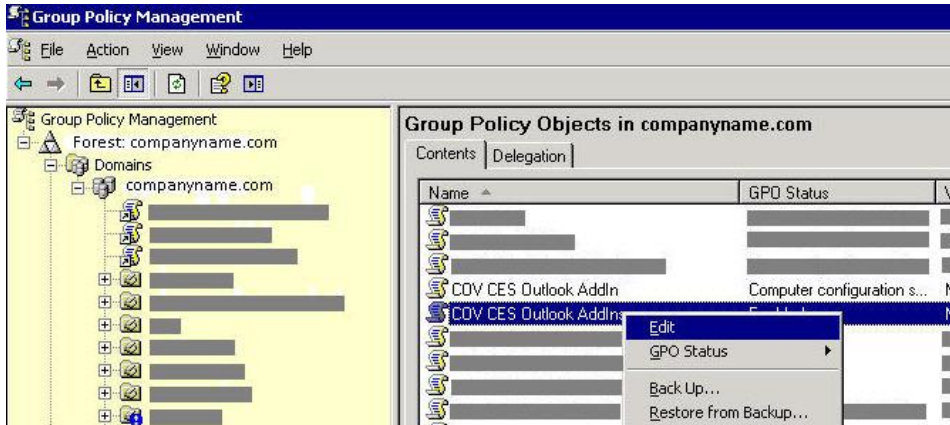 Group Policy Management
File Action View Window Help
Group Policy Management
Forest: companyname.com
Domains
companyname.com
Group Policy Objects in companyname.com
Contents Delegation
Name GPO Status
COV CES Outlook AddIn Computer configuration s...
COV CES Outlook AddIns
Edit
GPO Status
Back Up...
Restore from Backup...